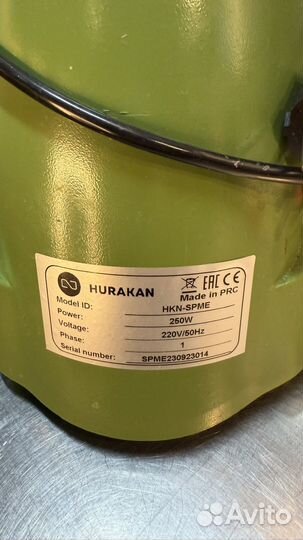 HURAKAN
EAC CE
Made in PRC
Model ID: HKN-SPME
Power: 250W
Voltage: 220V/50Hz
Phase: 1
Serial number: SPME230923014
Avito